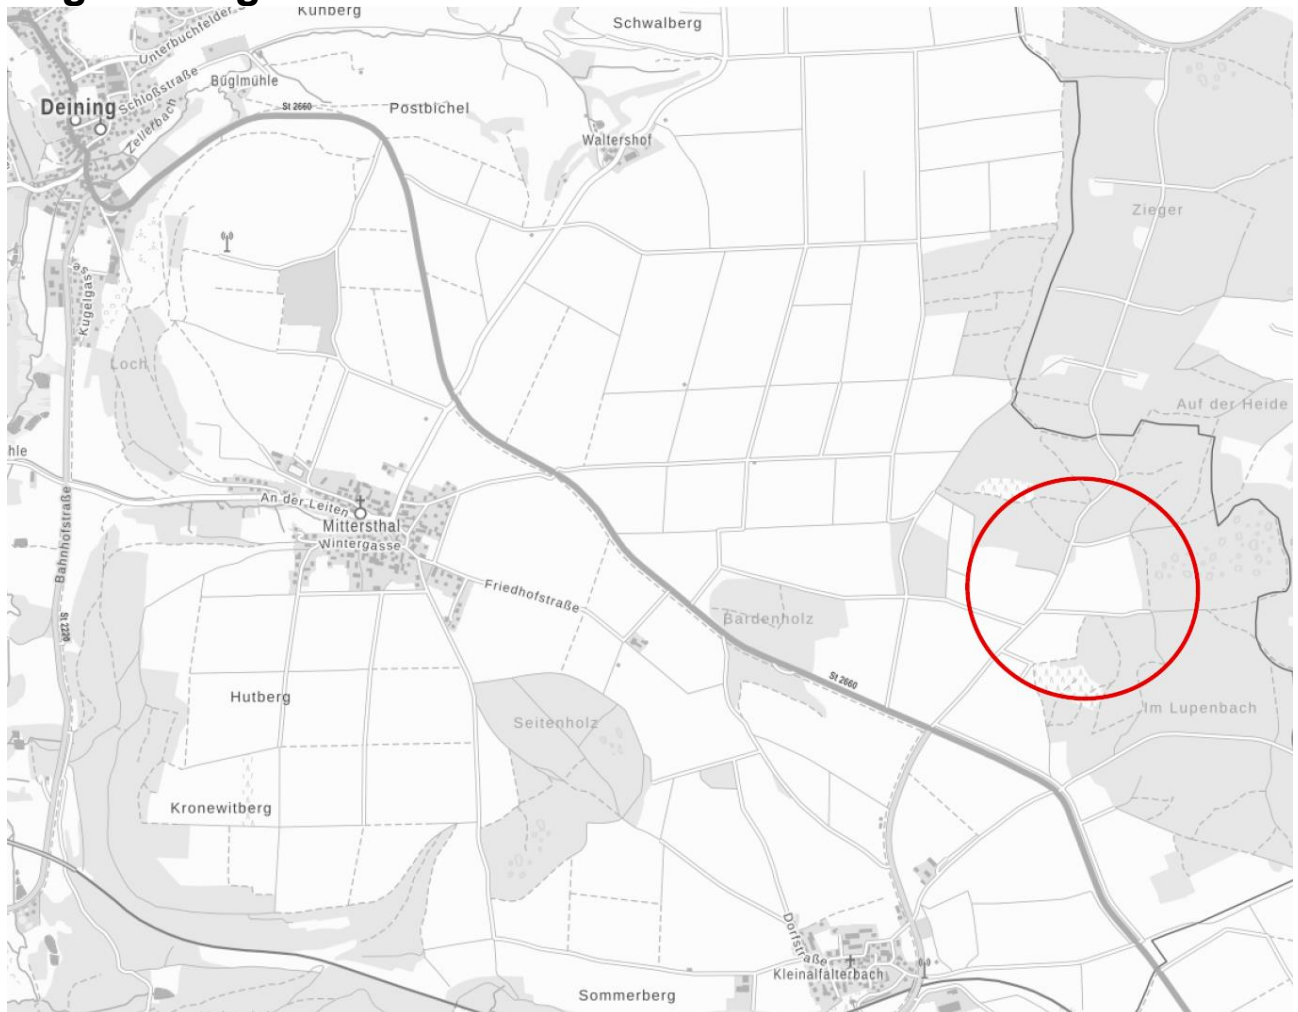 Kühberg
Schwalberg
Unterbuchfelder S
Schloßstraße
Büglmühle
Deining
St 2660
Postbichel
Zellerbach
Waltershof
Zieger
Kugelgasse
Loch
Auf der Heide
hle
An der Leiten
Mittersthal
Wintergasse
Bahnhofstraße
Friedhofstraße
St 2220
Bardenholz
St 2660
Hutberg
Seitenholz
Im Lupenbach
Kronewitberg
Dorfstraße
Kleinalfalterbach
Sommerberg